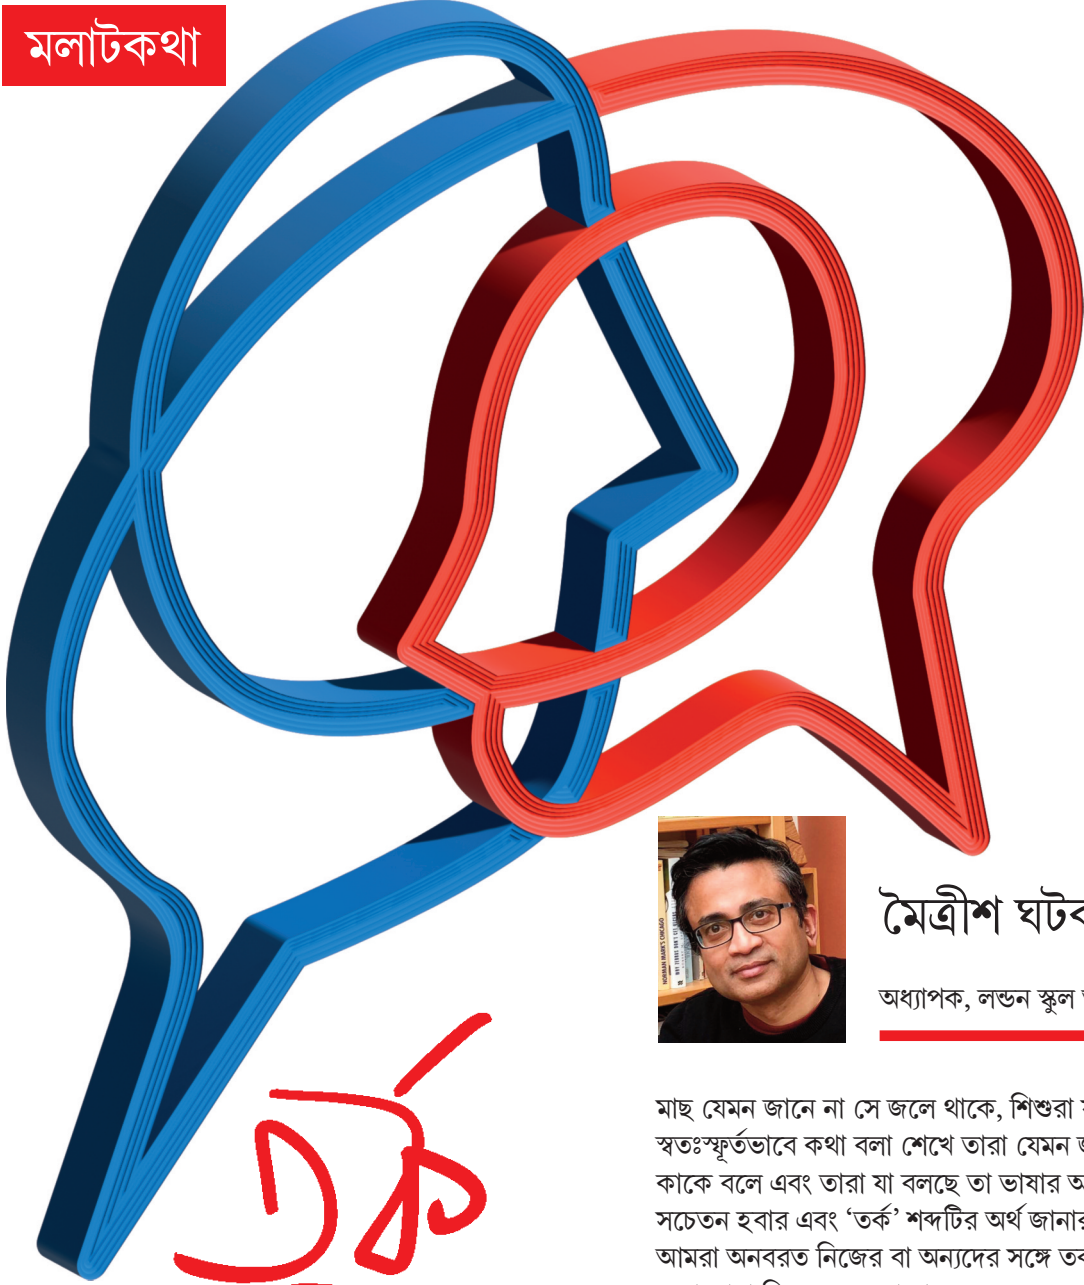 মলাটকথা
তর্ক
মৈত্রীশ ঘটক
অধ্যাপক, লন্ডন স্কুল
মাছ যেমন জানে না সে জলে থাকে, শিশুরা
স্বতঃস্ফূর্তভাবে কথা বলা শেখে তারা যেমন
কাকে বলে এবং তারা যা বলছে তা ভাষার
সচেতন হবার এবং ‘তর্ক’ শব্দটির অর্থ জানার
আমরা অনবরত নিজের বা অন্যদের সঙ্গে